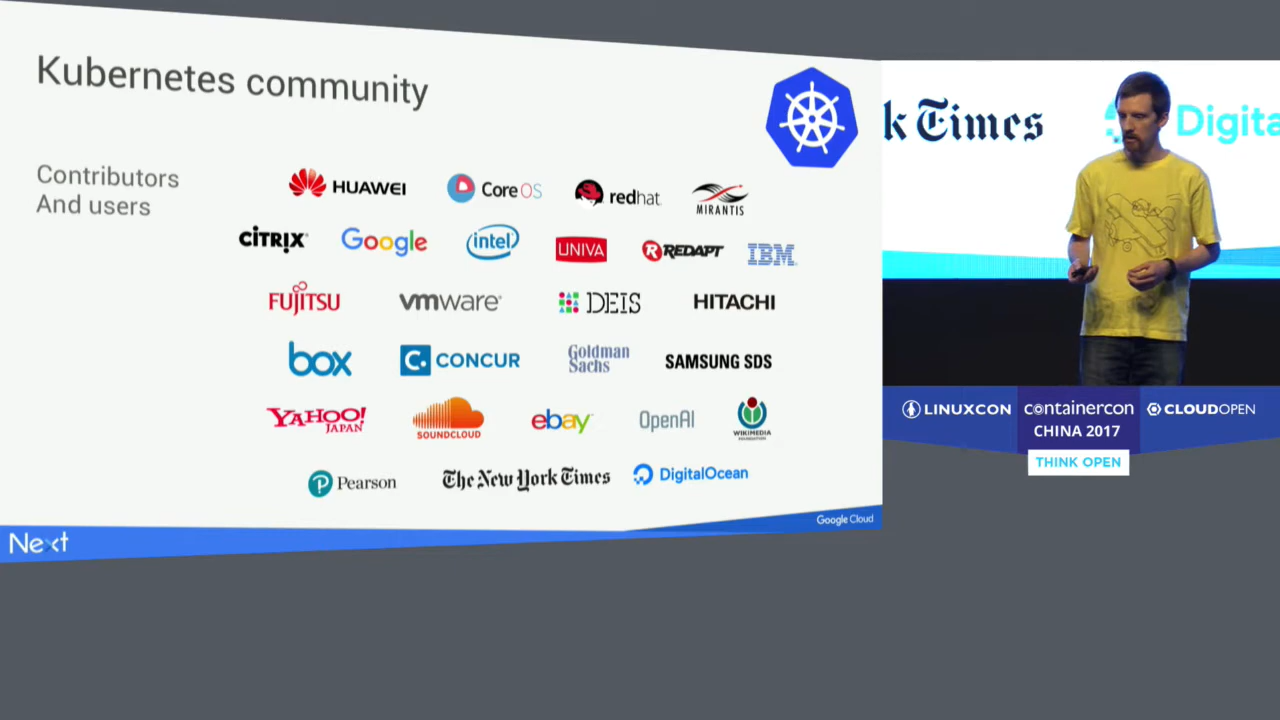 Kubernetes community
Contributors
And users
HUAWEI
CoreOS
redhat.
MIRANTIS
CiTRIX
Google
intel
UNIVA
REDAPT
IBM
FUJITSU
vmware
DEIS
HITACHI
box
C. CONCUR
Goldman
Sachs
SAMSUNG SDS
YAHOO!
JAPAN
SOUNDCLOUD
ebay
OpenAI
WIKIMEDIA
FOUNDATION
Pearson
The New York Times
DigitalOcean
Google Cloud
Next
k Times
Digita
LINUXCON
containercon
CHINA 2017
CLOUDOPEN
THINK OPEN